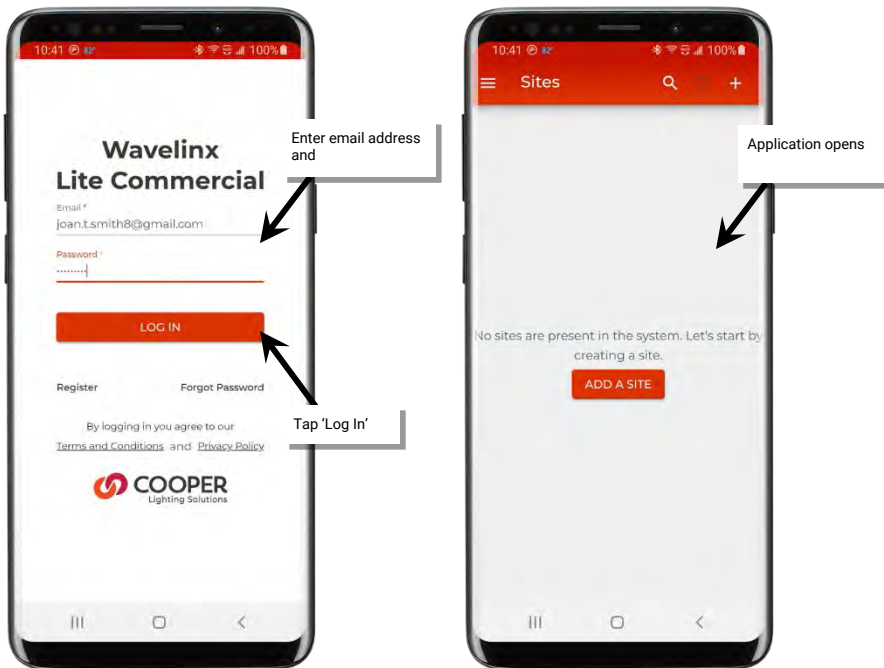 10:41 82° 100%
Wavelinx
Lite Commercial
Email *
joan.t.smith8@gmail.com
Password *
LOG IN
Register Forgot Password
By logging in you agree to our
Terms and Conditions and Privacy Policy
COOPER
Lighting Solutions
Enter email address
and
Tap ‘Log In’
10:41 82° 100%
Sites
No sites are present in the system. Let's start by
creating a site.
ADD A SITE
Application opens